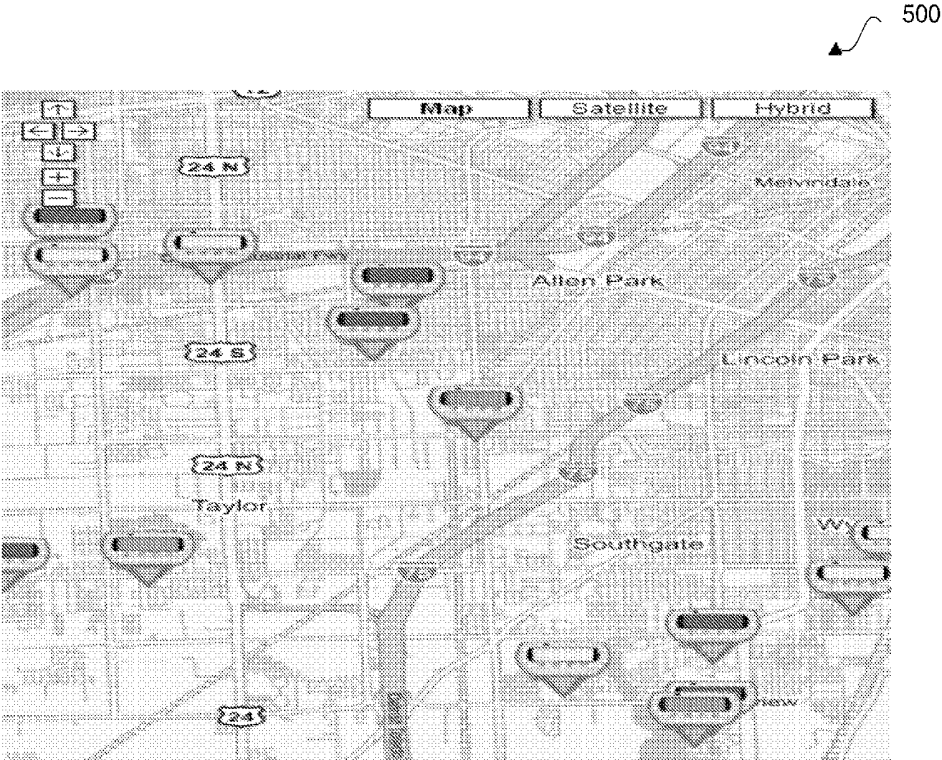 500
Map
Satellite
Hybrid
24 N
Melvindale
Allen Park
24 S
Lincoln Park
24 N
Taylor
Southgate
24